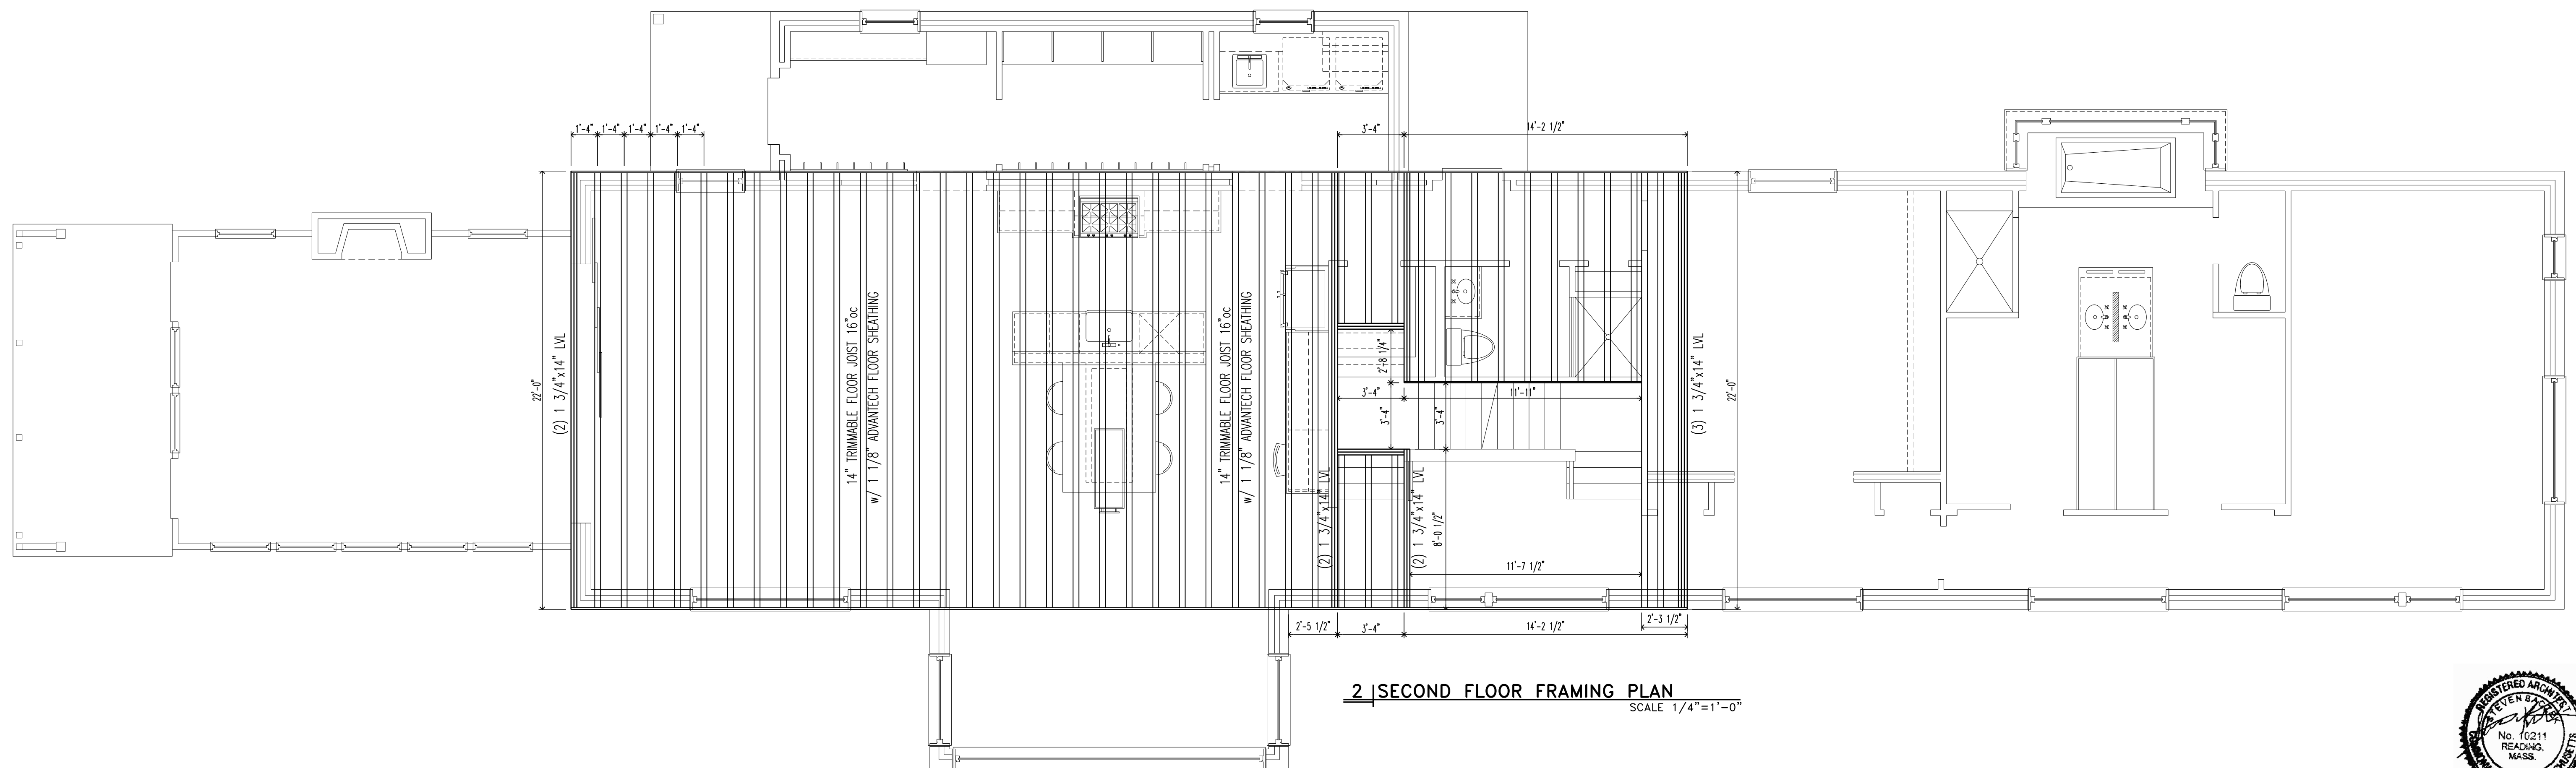 1'-4" 1'-4" 1'-4" 1'-4" 1'-4"
3'-4"
14'-2 1/2"
22'-0"
(2) 1 3/4"x14" LVL
14" TRIMMABLE FLOOR JOIST 16"oc
w/ 1 1/8" ADVANTECH FLOOR SHEATHING
14" TRIMMABLE FLOOR JOIST 16"oc
w/ 1 1/8" ADVANTECH FLOOR SHEATHING
2'-8 1/4"
3'-4"
11'-11"
3'-4"
3'-4"
(3) 1 3/4"x14" LVL
22'-0"
(2) 1 3/4"x14" LVL
(2) 1 3/4"x14" LVL
8'-0 1/2"
11'-7 1/2"
2'-3 1/2"
2'-5 1/2"
3'-4"
14'-2 1/2"
2 SECOND FLOOR FRAMING PLAN
SCALE 1/4"=1'-0"
REGISTERED ARCHITECT
STEVEN
No. 10211
READING,
MASS.